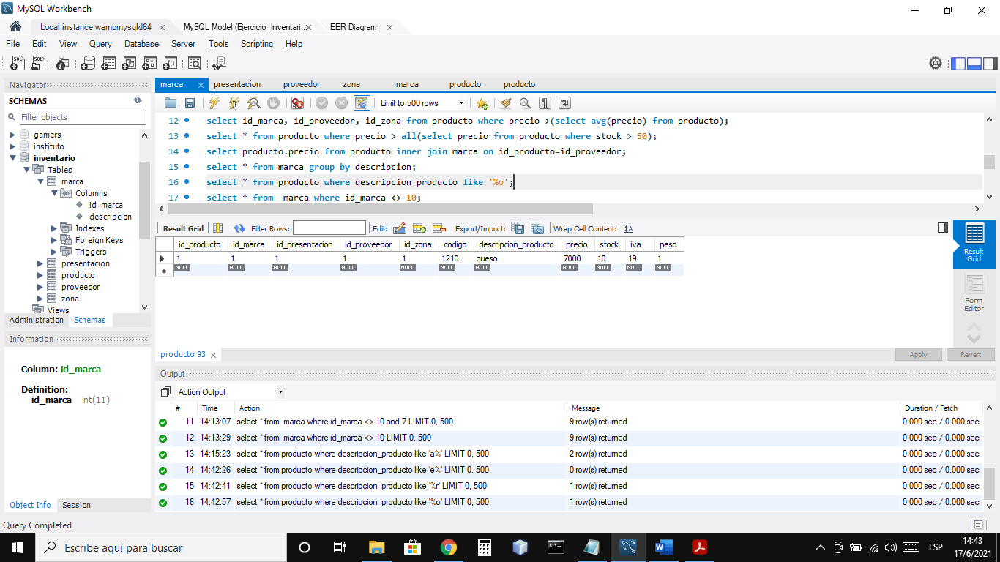 MySQL Workbench
Local instance wampmysqld64 MySQL Model (Ejercicio_Inventari.. EER Diagram
File Edit View Query Database Server Tools Scripting Help
Navigator
SCHEMAS
Filter objects
gamers
instituto
inventario
Tables
marca
Columns
id_marca
descripcion
Indexes
Foreign Keys
Triggers
presentacion
producto
proveedor
zona
Views
Administration Schemas
Information
Column: id_marca
Definition:
id_marca int(11)
Object Info Session
marca presentacion proveedor zona marca producto producto
Limit to 500 rows
12 select id_marca, id_proveedor, id_zona from producto where precio >(select avg(precio) from producto);
13 select * from producto where precio > all(select precio from producto where stock > 50);
14 select producto.precio from producto inner join marca on id_producto=id_proveedor;
15 select * from marca group by descripcion;
16 select * from producto where descripcion_producto like '%o';
17 select * from  marca where id_marca <> 10;
Result Grid Filter Rows: Edit: Export/Import: Wrap Cell Content:
id_producto id_marca id_presentacion id_proveedor id_zona codigo descripcion_producto precio stock iva peso
1 1 1 1 1 1210 queso 7000 10 19 1
NULL NULL NULL NULL NULL NULL NULL NULL NULL NULL NULL
Result Grid
Form Editor
producto 93 Apply Revert
Output
Action Output
# Time Action Message Duration / Fetch
11 14:13:07 select * from  marca where id_marca <> 10 and 7 LIMIT 0, 500 9 row(s) returned 0.000 sec / 0.000 sec
12 14:13:29 select * from  marca where id_marca <> 10 LIMIT 0, 500 9 row(s) returned 0.000 sec / 0.000 sec
13 14:15:23 select * from producto where descripcion_producto like 'a%' LIMIT 0, 500 2 row(s) returned 0.000 sec / 0.000 sec
14 14:42:26 select * from producto where descripcion_producto like 'e%' LIMIT 0, 500 0 row(s) returned 0.000 sec / 0.000 sec
15 14:42:41 select * from producto where descripcion_producto like '%r' LIMIT 0, 500 1 row(s) returned 0.000 sec / 0.000 sec
16 14:42:57 select * from producto where descripcion_producto like '%o' LIMIT 0, 500 1 row(s) returned 0.000 sec / 0.000 sec
Query Completed
Escribe aquí para buscar
ESP
14:43
17/6/2021